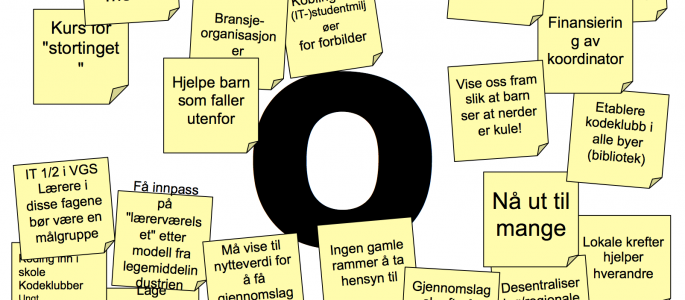 Kurs for
"stortinget
"
Bransje-
organisasjon
er
(IT-)studentmilj
øer
for forbilder
Finansierin
g av
koordinator
Hjelpe barn
som faller
utenfor
O
Vise oss fram
slik at barn
ser at nerder
er kule!
Etablere
kodeklubb i
alle byer
(bibliotek)
IT 1/2 i VGS
Lærere i
disse fagene
bør være en
målgruppe
Få innpass
på
"lærerværels
et" etter
modell fra
legemiddelin
dustrien
Lage
Koding inn i
skole
Kodeklubber
Må vise til
nytteverdi for
å få
gjennomslag
Ingen gamle
rammer å ta
hensyn til
Nå ut til
mange
Lokale krefter
hjelper
hverandre
Gjennomslag
Desentraliser